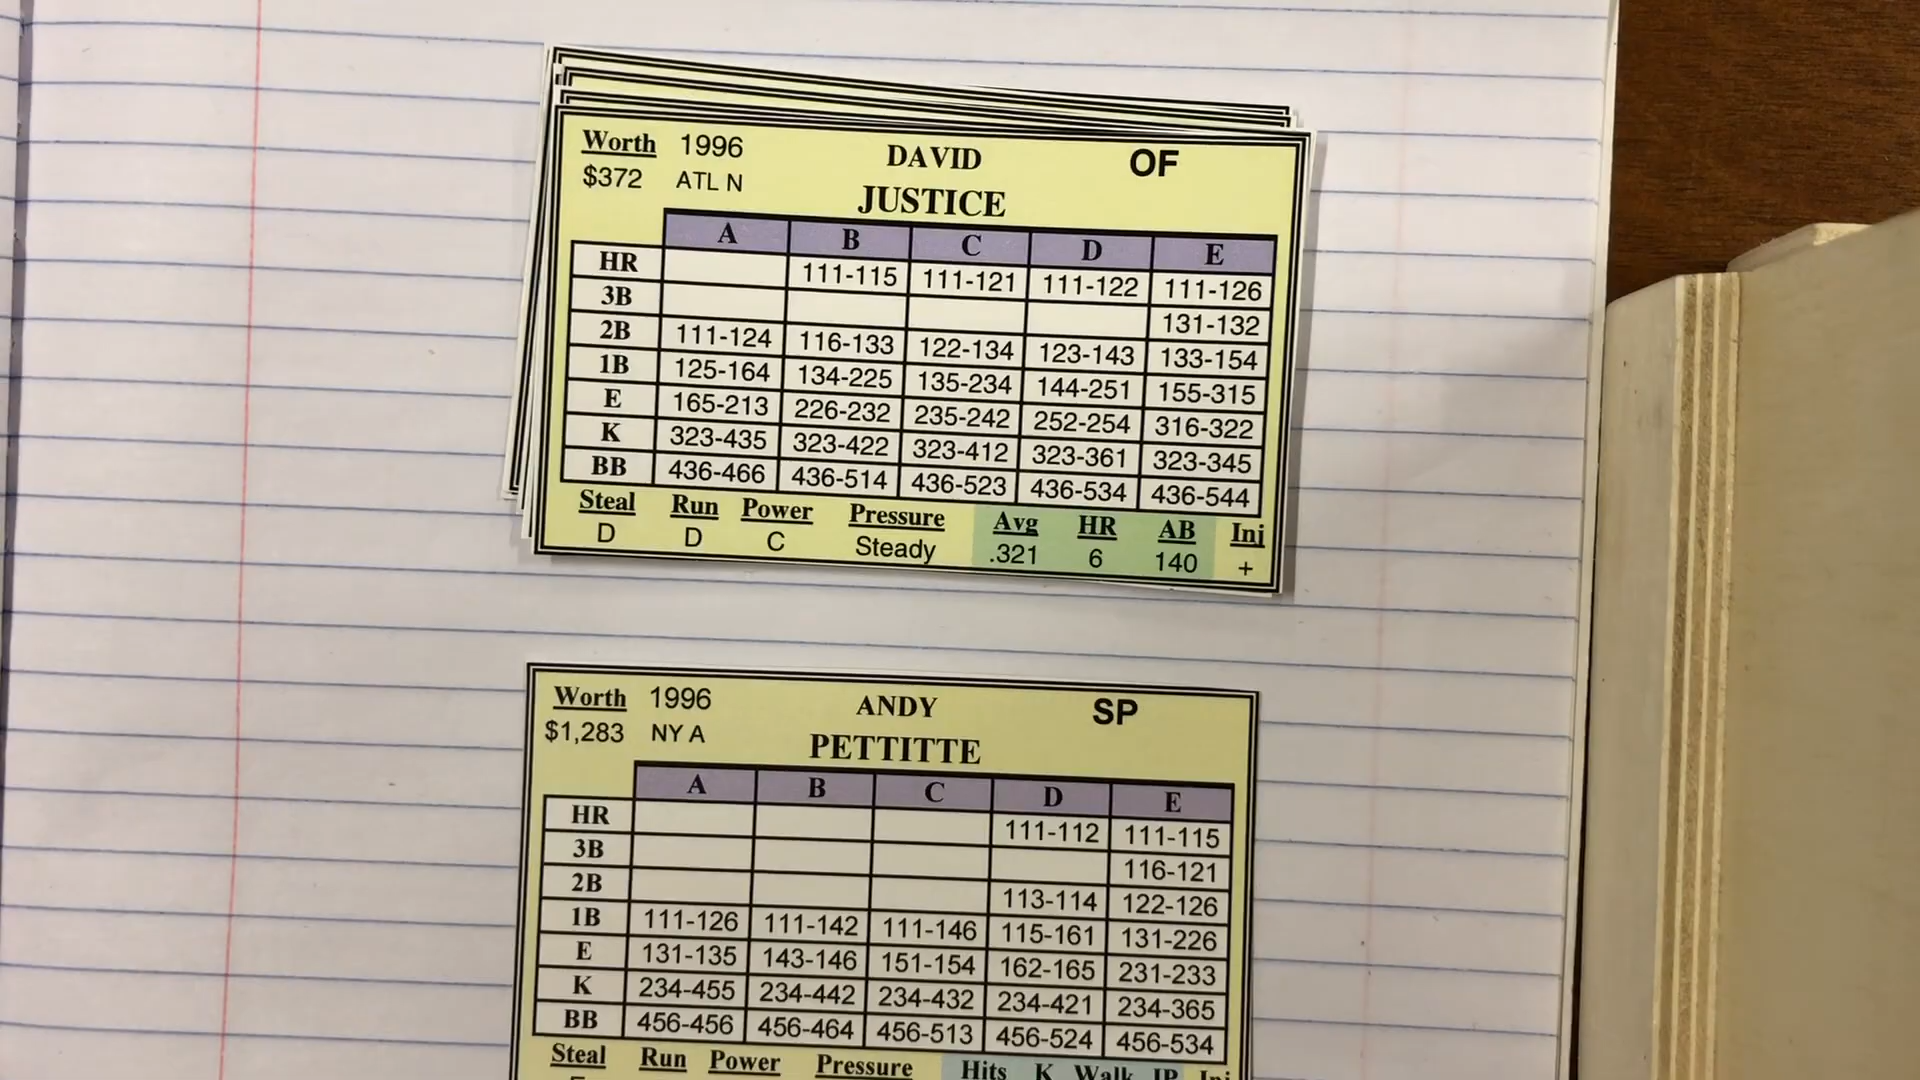 Worth 1996 DAVID OF
$372 ATL N JUSTICE
A B C D E
HR 111-115 111-121 111-122 111-126
3B 131-132
2B 111-124 116-133 122-134 123-143 133-154
1B 125-164 134-225 135-234 144-251 155-315
E 165-213 226-232 235-242 252-254 316-322
K 323-435 323-422 323-412 323-361 323-345
BB 436-466 436-514 436-523 436-534 436-544
Steal Run Power Pressure Avg HR AB Inj
D D C Steady .321 6 140 +
Worth 1996 ANDY SP
$1,283 NY A PETTITTE
A B C D E
HR 111-112 111-115
3B 116-121
2B 113-114 122-126
1B 111-126 111-142 111-146 115-161 131-226
E 131-135 143-146 151-154 162-165 231-233
K 234-455 234-442 234-432 234-421 234-365
BB 456-456 456-464 456-513 456-524 456-534
Steal Run Power Pressure Hits K Walk IP Inj